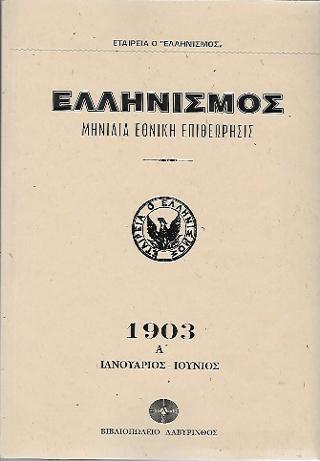 ΕΤΑΙΡΕΙΑ Ο "ΕΛΛΗΝΙΣΜΟΣ„
ΕΛΛΗΝΙΣΜΟΣ
ΜΗΝΙΑΙΑ ΕΘΝΙΚΗ ΕΠΙΘΕΩΡΗΣΙΣ
ΕΤΑΙΡΕΙΑ Ο' ΕΛΛΗΝΙΣΜΟΣ
1903
Α
ΙΑΝΟΥΑΡΙΟΣ - ΙΟΥΝΙΟΣ
ΒΙΒΛΙΟΠΩΛΕΙΟ ΛΑΒΥΡΙΝΘΟΣ